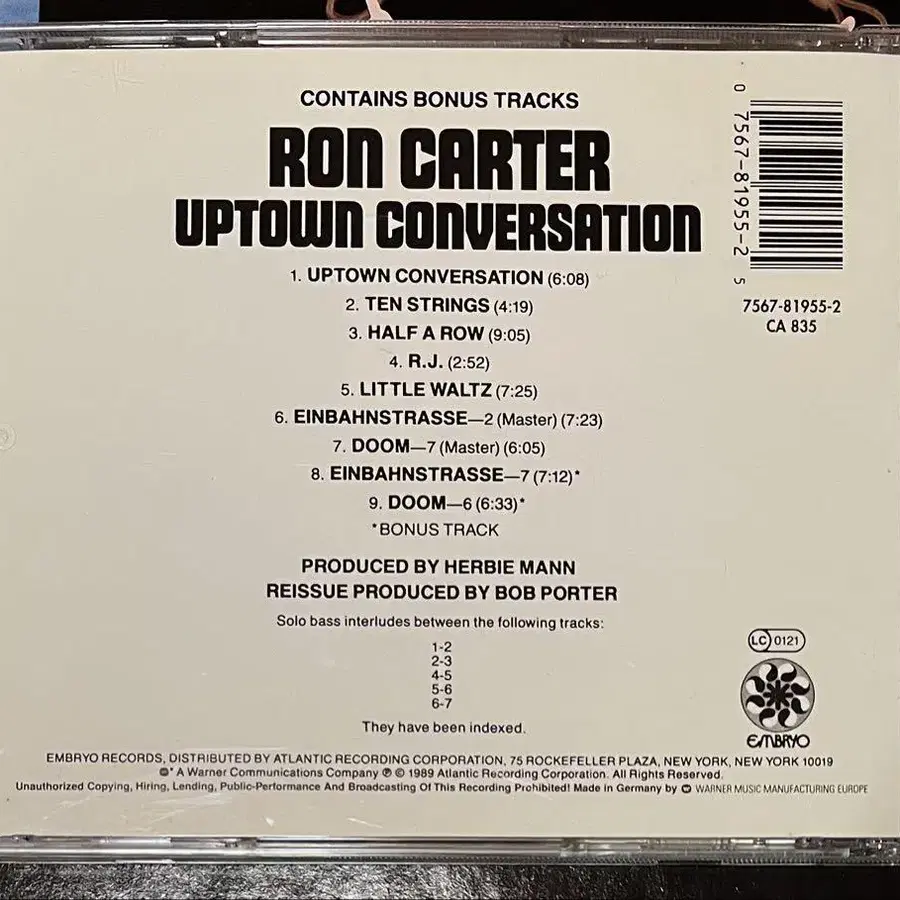 CONTAINS BONUS TRACKS
RON CARTER
UPTOWN CONVERSATION
0 7567-81955-2 5
7567-81955-2
CA 835
1. UPTOWN CONVERSATION (6:08)
2. TEN STRINGS (4:19)
3. HALF A ROW (9:05)
4. R.J. (2:52)
5. LITTLE WALTZ (7:25)
6. EINBAHNSTRASSE—2 (Master) (7:23)
7. DOOM—7 (Master) (6:05)
8. EINBAHNSTRASSE—7 (7:12)*
9. DOOM—6 (6:33)*
*BONUS TRACK
PRODUCED BY HERBIE MANN
REISSUE PRODUCED BY BOB PORTER
Solo bass interludes between the following tracks:
1-2
2-3
4-5
5-6
6-7
They have been indexed.
LC 0121
EMBRYO
EMBRYO RECORDS, DISTRIBUTED BY ATLANTIC RECORDING CORPORATION, 75 ROCKEFELLER PLAZA, NEW YORK, NEW YORK 10019
A Warner Communications Company ℗ © 1989 Atlantic Recording Corporation. All Rights Reserved.
Unauthorized Copying, Hiring, Lending, Public-Performance And Broadcasting Of This Recording Prohibited! Made in Germany by WARNER MUSIC MANUFACTURING EUROPE